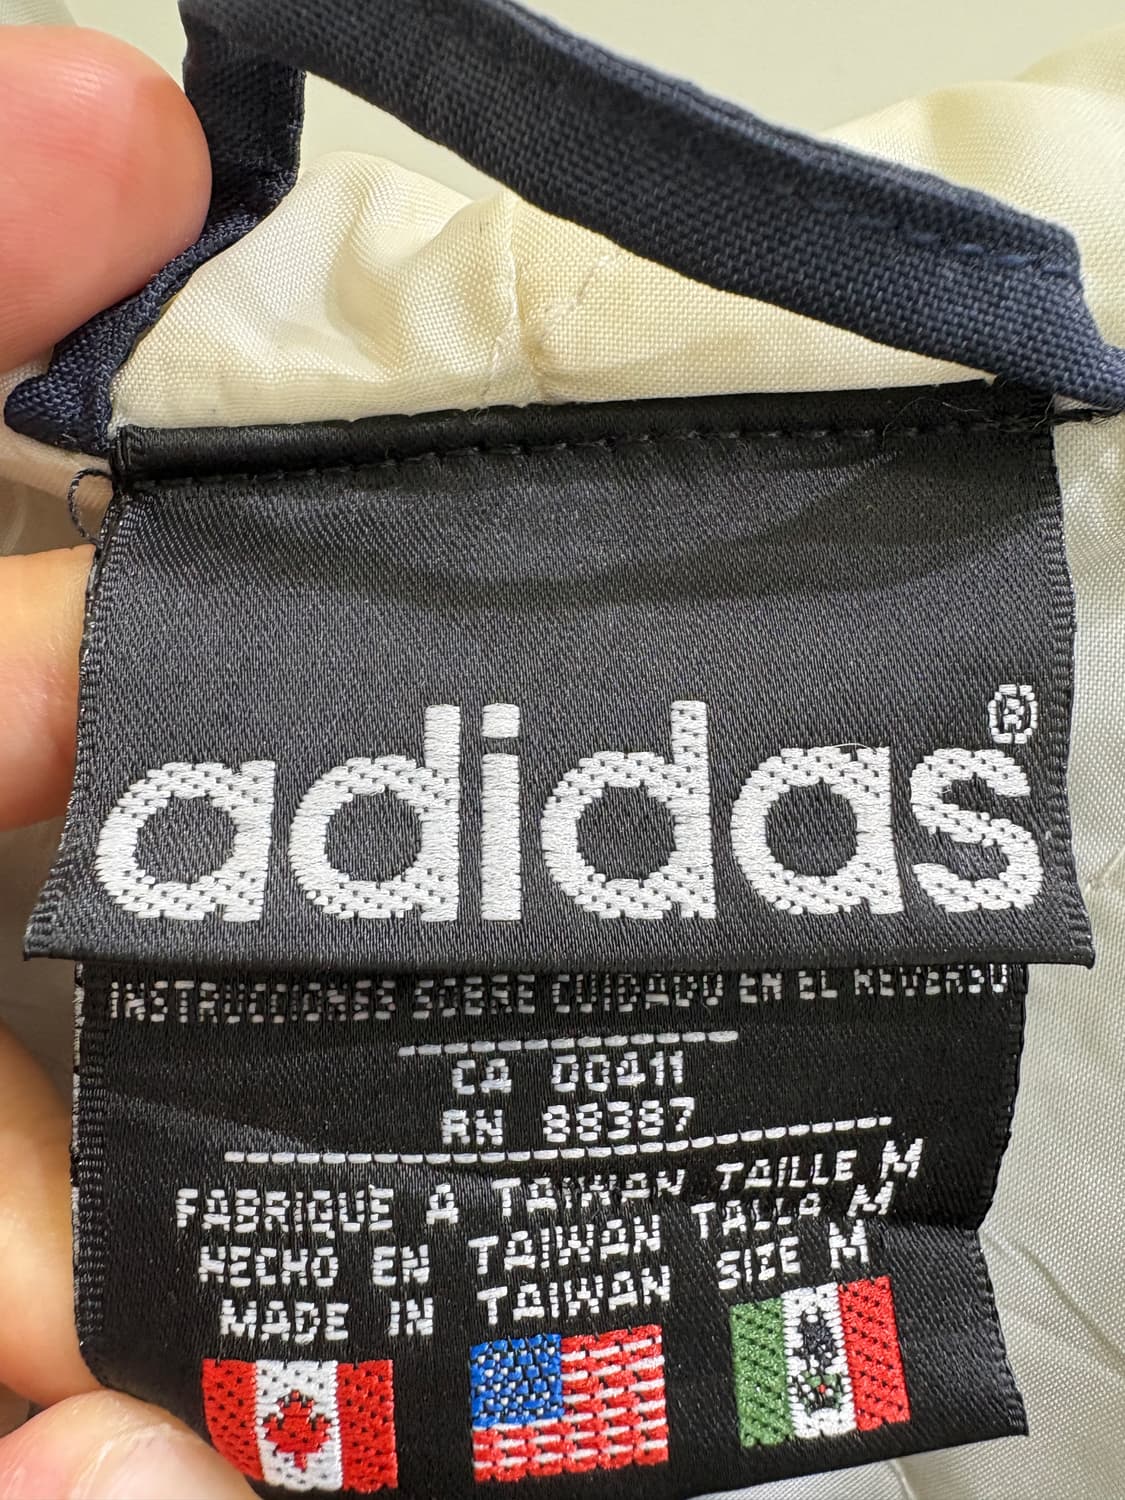 adidas®
INSTRUCCIONES SOBRE CUIDADO EN EL REVERSO
CA 00411
RN 88387
FABRIQUÉ À TAIWAN TAILLE M
HECHO EN TAIWAN TALLA M
MADE IN TAIWAN SIZE M